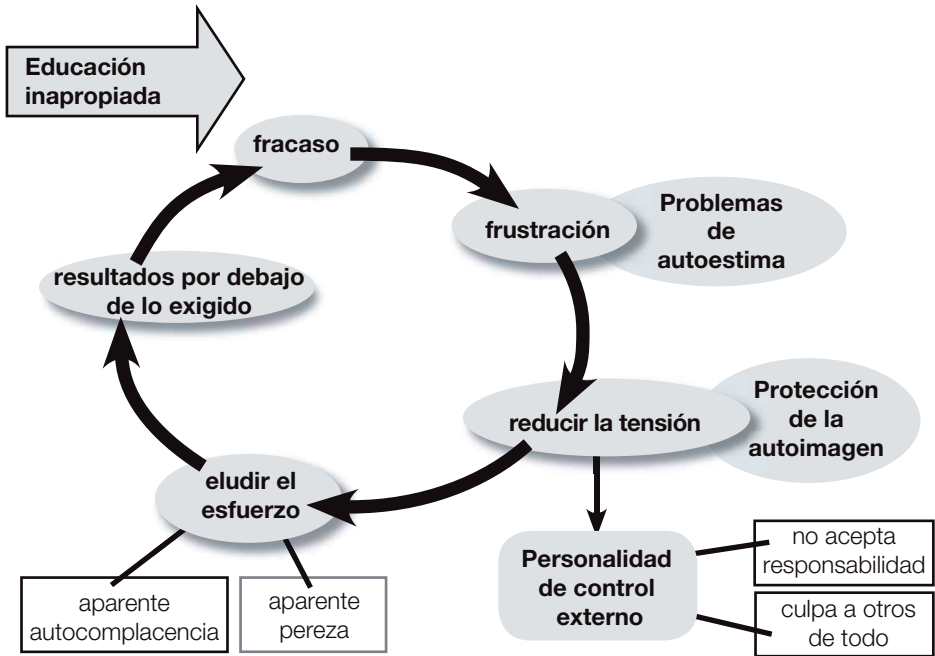 Educación
inapropiada
fracaso
frustración
Problemas
de
autoestima
resultados por debajo
de lo exigido
reducir la tensión
Protección
de la
autoimagen
eludir el
esfuerzo
Personalidad
de control
externo
no acepta
responsabilidad
culpa a otros
de todo
aparente
autocomplacencia
aparente
pereza